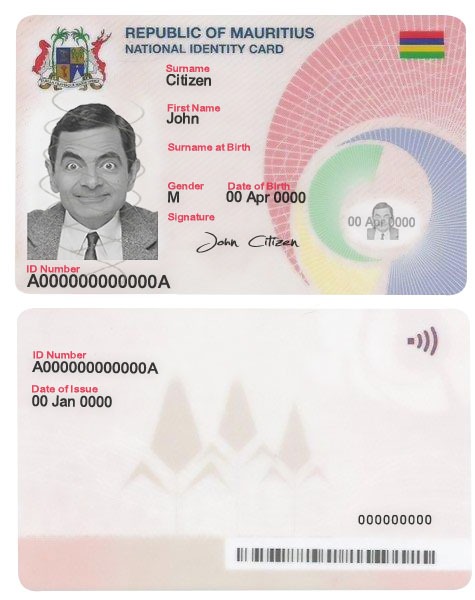 REPUBLIC OF MAURITIUS
NATIONAL IDENTITY CARD
Surname
Citizen
First Name
John
Surname at Birth
Gender
Date of Birth
M
00 Apr 0000
00 Apr 0000
Signature
John Citizen
ID Number
A000000000000A
ID Number
A000000000000A
Date of Issue
00 Jan 0000
000000000